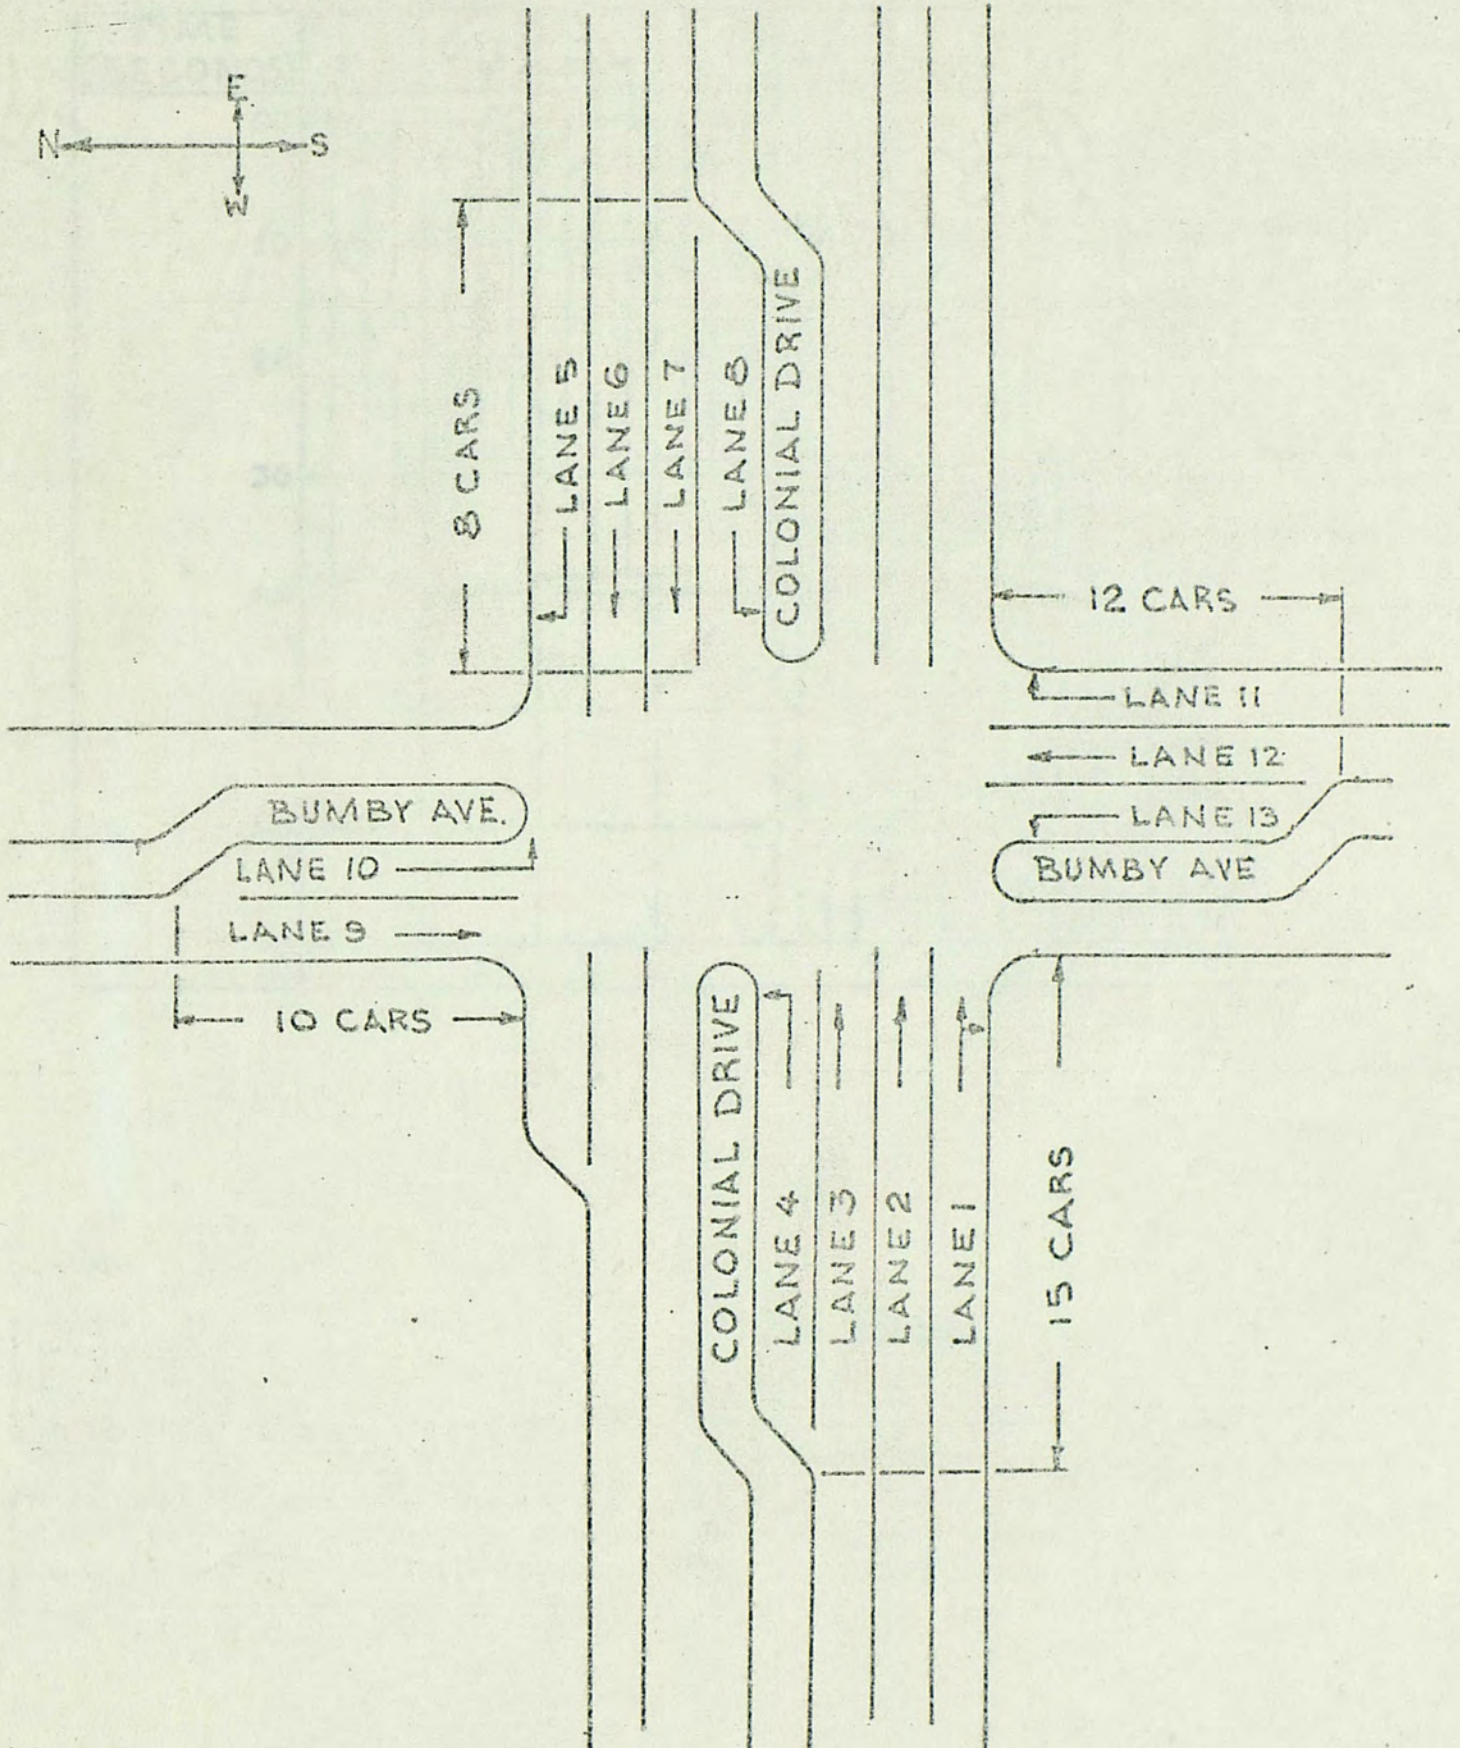 E
N S
W
8 CARS
LANE 5
LANE 6
LANE 7
LANE 8
COLONIAL DRIVE
12 CARS
LANE 11
LANE 12
LANE 13
BUMBY AVE
BUMBY AVE.
LANE 10
LANE 9
10 CARS
COLONIAL DRIVE
LANE 4
LANE 3
LANE 2
LANE 1
15 CARS